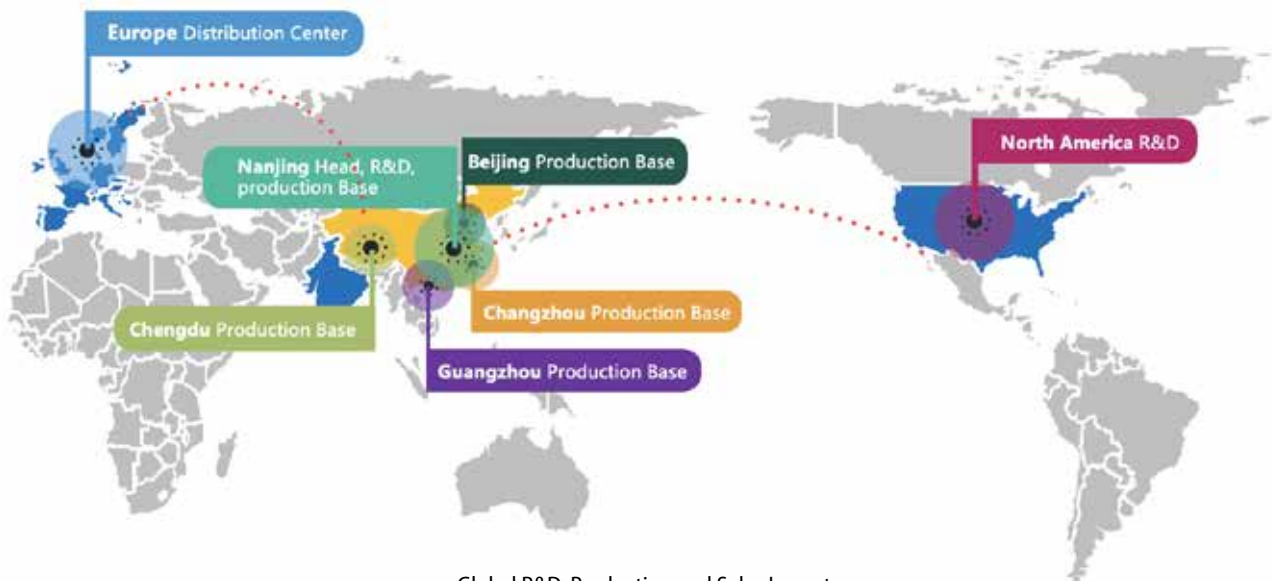 Europe Distribution Center
Nanjing Head, R&D,
production Base
Beijing Production Base
North America R&D
Chengdu Production Base
Changzhou Production Base
Guangzhou Production Base